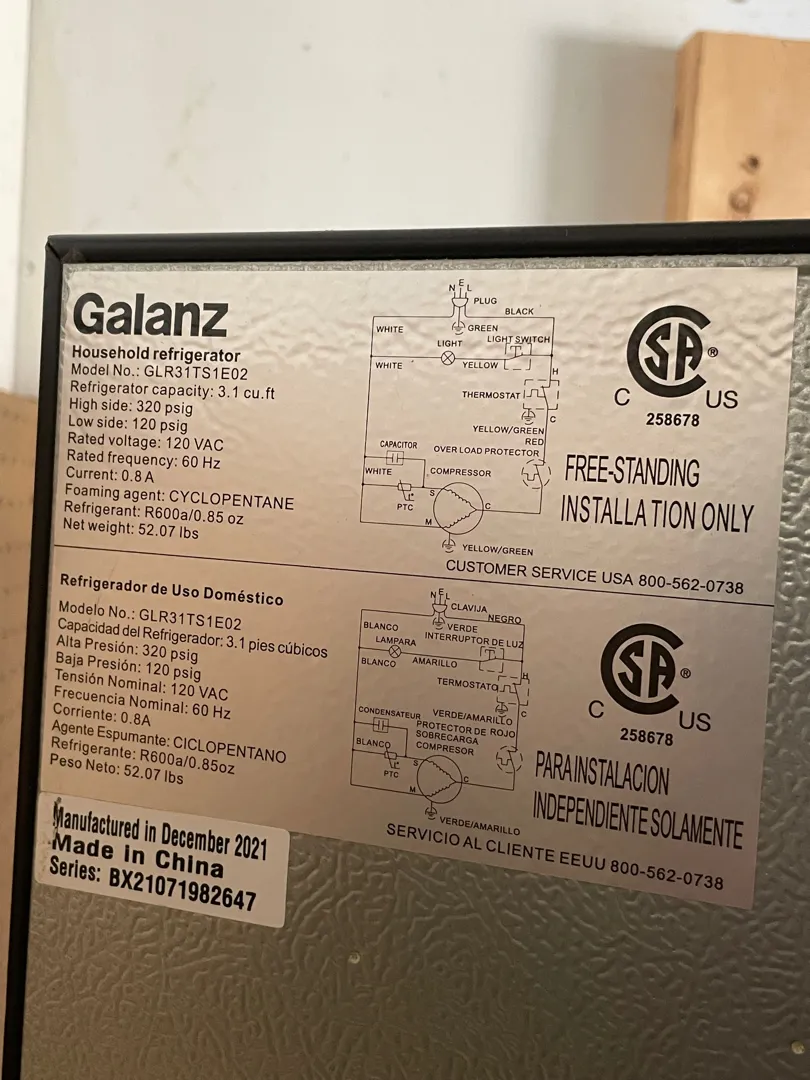 Galanz
Household refrigerator
Model No.: GLR31TS1E02
Refrigerator capacity: 3.1 cu.ft
High side: 320 psig
Low side: 120 psig
Rated voltage: 120 VAC
Rated frequency: 60 Hz
Current: 0.8 A
Foaming agent: CYCLOPENTANE
Refrigerant: R600a/0.85 oz
Net weight: 52.07 lbs
N E L
PLUG
BLACK
WHITE
GREEN
LIGHT
LIGHT SWITCH
WHITE
YELLOW
H
THERMOSTAT
C
YELLOW/GREEN
RED
CAPACITOR
OVER LOAD PROTECTOR
WHITE
COMPRESSOR
S
PTC
C
M
YELLOW/GREEN
SA ®
C US
258678
FREE-STANDING
INSTALLATION ONLY
CUSTOMER SERVICE USA 800-562-0738
Refrigerador de Uso Doméstico
Modelo No.: GLR31TS1E02
Capacidad del Refrigerador: 3.1 pies cúbicos
Alta Presión: 320 psig
Baja Presión: 120 psig
Tensión Nominal: 120 VAC
Frecuencia Nominal: 60 Hz
Corriente: 0.8A
Agente Espumante: CICLOPENTANO
Refrigerante: R600a/0.85oz
Peso Neto: 52.07 lbs
N E L
CLAVIJA
NEGRO
BLANCO
VERDE
LAMPARA
INTERRUPTOR DE LUZ
BLANCO
AMARILLO
H
TERMOSTATO
C
VERDE/AMARILLO
CONDENSATEUR
PROTECTOR DE ROJO
SOBRECARGA
BLANCO
COMPRESOR
S
PTC
C
M
VERDE/AMARILLO
SA ®
C US
258678
PARA INSTALACION
INDEPENDIENTE SOLAMENTE
SERVICIO AL CLIENTE EEUU 800-562-0738
Manufactured in December 2021
Made in China
Series: BX21071982647